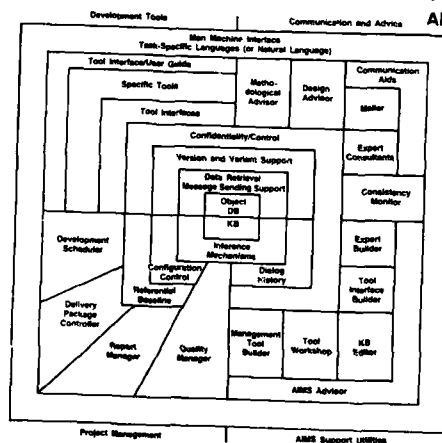 Development Tools
Communication and Advice
Man Machine Interface
Task-Specific Languages (or Natural Language)
Tool Interface/User Guide
Specific Tools
Tool Interfaces
Metho-
dological
Advisor
Design
Advisor
Communication
Aids
Mailer
Expert
Consultants
Consistency
Monitor
Confidentiality/Control
Version and Variant Support
Data Retrieval
Message Sending Support
Object
DB
KB
Inference
Mechanisms
Configuration
Control
Dialog
History
Referential
Baseline
Development
Scheduler
Delivery
Package
Controller
Report
Manager
Quality
Manager
Expert
Builder
Tool
Interface
Builder
Management
Tool
Builder
Tool
Workshop
KB
Editor
AIMS Advisor
Project Management
AIMS Support Utilities